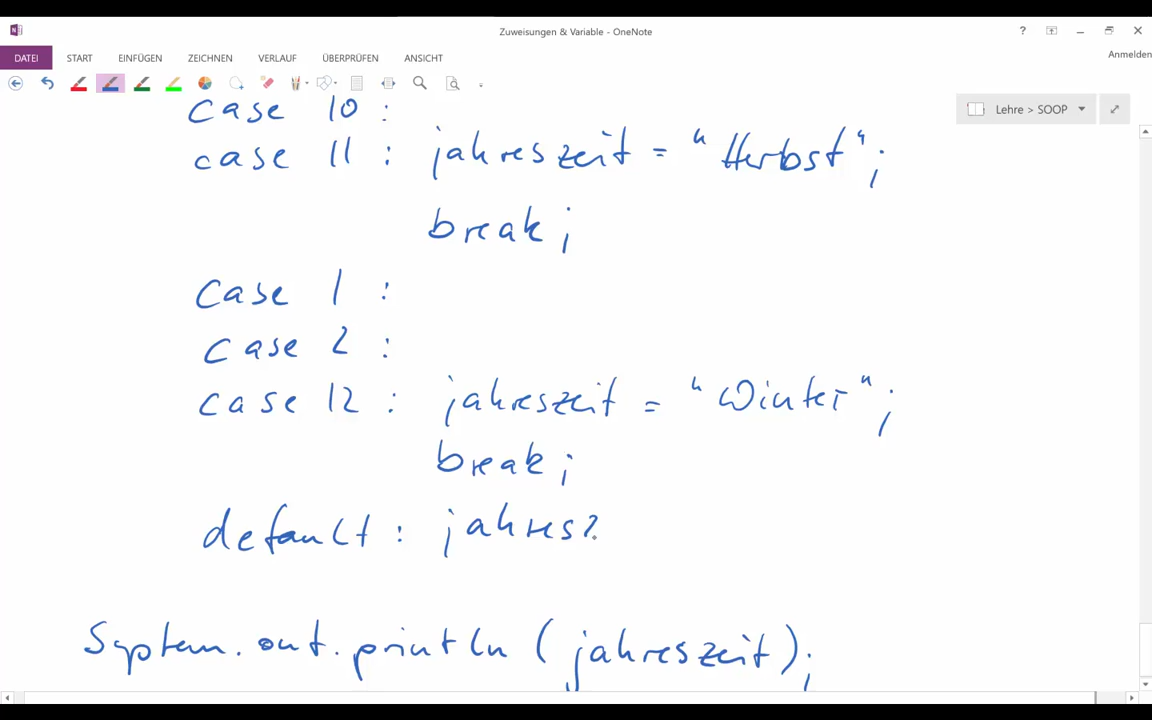 Zuweisungen & Variable - OneNote
?
Anmelden
DATEI START EINFÜGEN ZEICHNEN VERLAUF ÜBERPRÜFEN ANSICHT
Lehre > SOOP
case 10 :
case 11 : jahreszeit = "Herbst";
break;
case 1 :
case 2 :
case 12 : jahreszeit = "Winter";
break;
default : jahresz
System.out.println (jahreszeit);